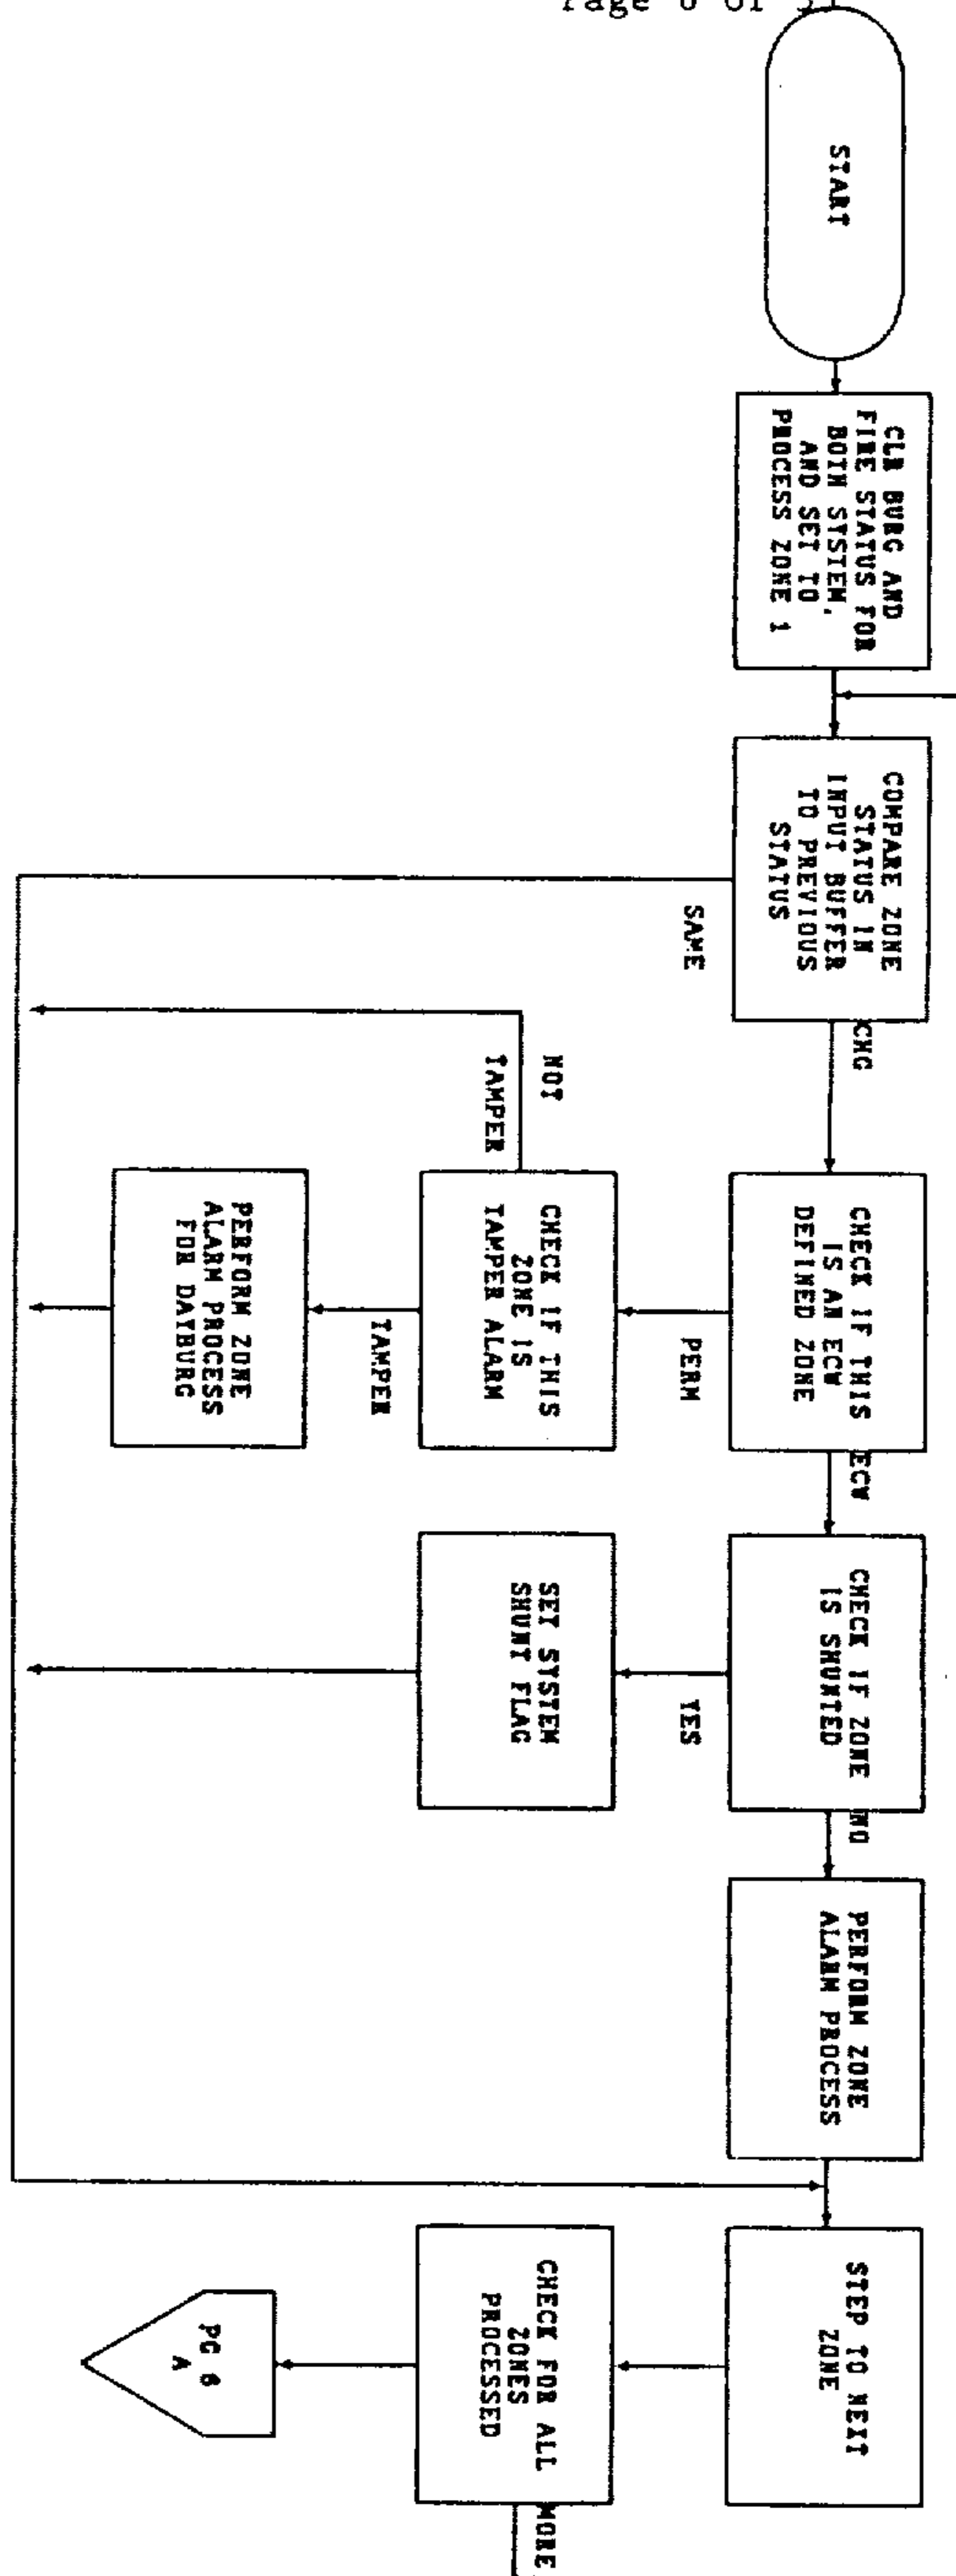 Page 6 of
START
CLR BURG AND
FIRE STATUS FOR
BOTH SYSTEM,
AND SET TO
PROCESS ZONE 1
COMPARE ZONE
STATUS IN
INPUT BUFFER
TO PREVIOUS
STATUS
CHG
SAME
CHECK IF THIS
IS AN ECW
DEFINED ZONE
ECW
PERM
CHECK IF THIS
ZONE IS
TAMPER ALARM
NOT
TAMPER
TAMPER
PERFORM ZONE
ALARM PROCESS
FOR DAYBURG
CHECK IF ZONE
IS SHUNTED
NO
YES
SET SYSTEM
SHUNT FLAG
PERFORM ZONE
ALARM PROCESS
STEP TO NEXT
ZONE
CHECK FOR ALL
ZONES
PROCESSED
MORE
PG 6
A